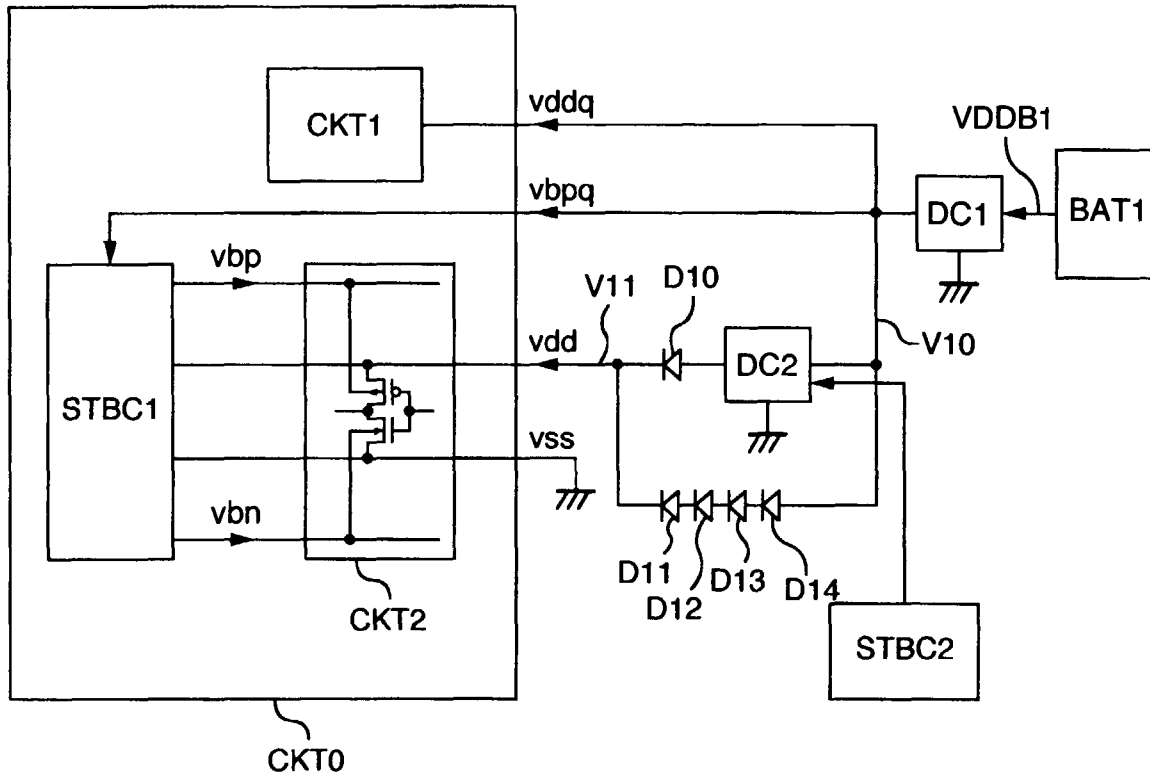 vddq
CKT1
VDDB1
vbpq
DC1
BAT1
vbp
V11
D10
vdd
DC2
V10
STBC1
vss
vbn
D11
D12
D13
D14
CKT2
STBC2
CKT0